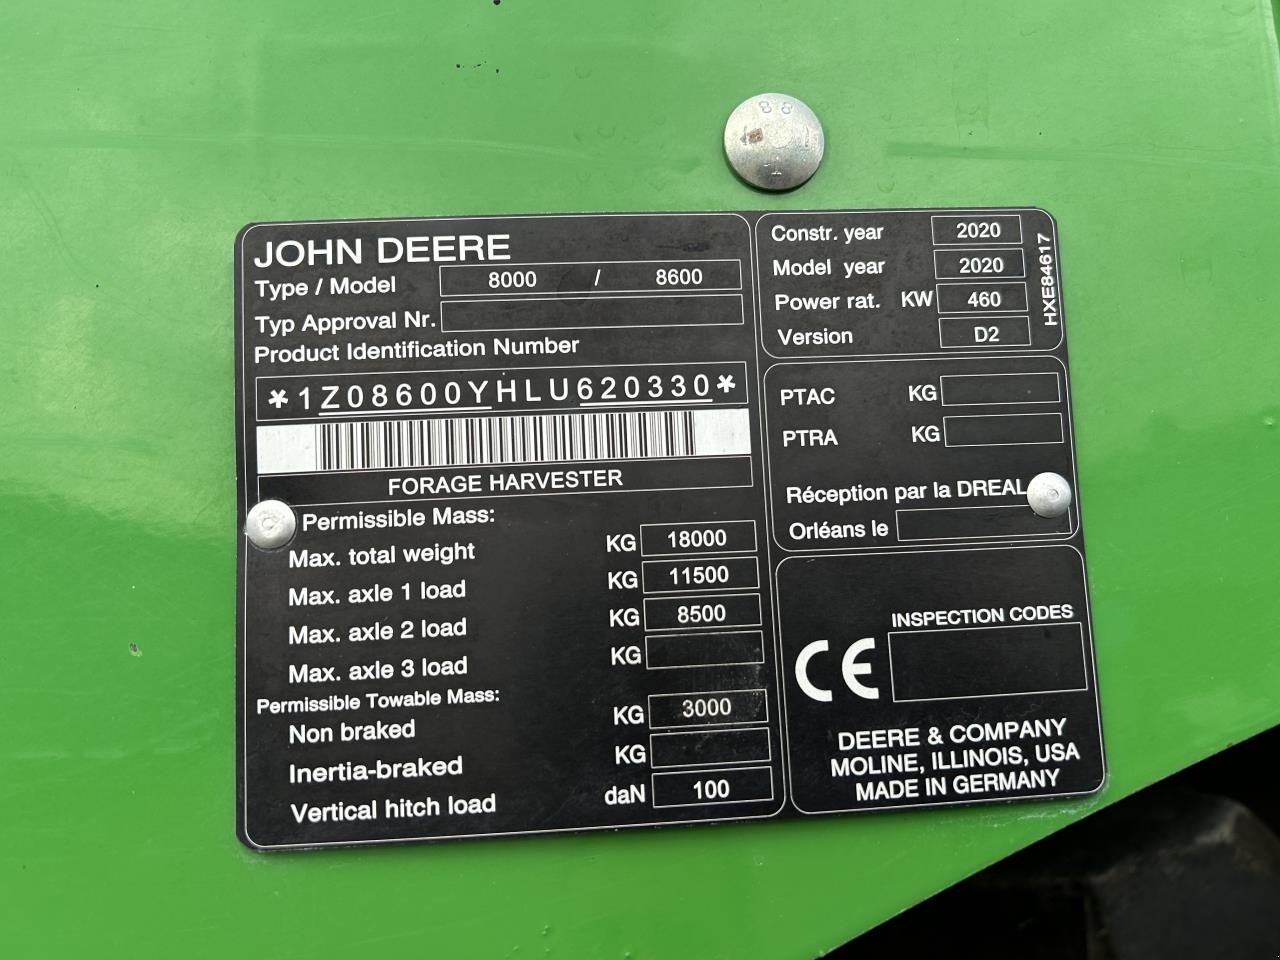 JOHN DEERE
Type / Model 8000 / 8600
Typ Approval Nr.
Product Identification Number
*1Z08600YHLU620330*
FORAGE HARVESTER
Permissible Mass:
Max. total weight KG 18000
Max. axle 1 load KG 11500
Max. axle 2 load KG 8500
Max. axle 3 load KG
Permissible Towable Mass:
Non braked KG 3000
Inertia-braked KG
Vertical hitch load daN 100
Constr. year 2020
Model year 2020
Power rat. KW 460
Version D2
HXE84617
PTAC KG
PTRA KG
Réception par la DREAL
Orléans le
INSPECTION CODES
CE
DEERE & COMPANY
MOLINE, ILLINOIS, USA
MADE IN GERMANY
88